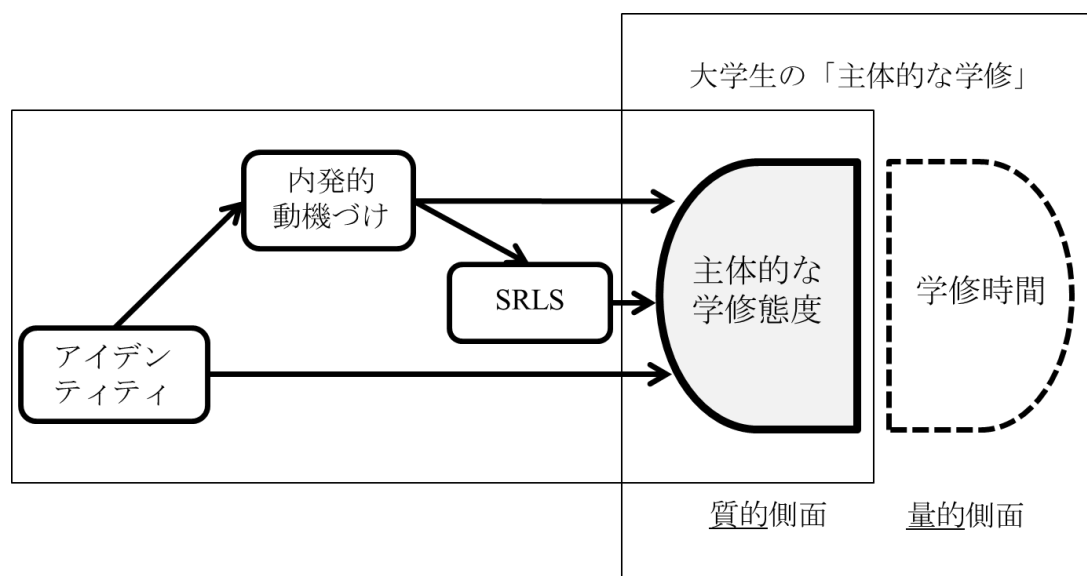 大学生の「主体的な学修」
内発的
動機づけ
SRLS
アイデン
ティティ
主体的な
学修態度
学修時間
質的側面
量的側面